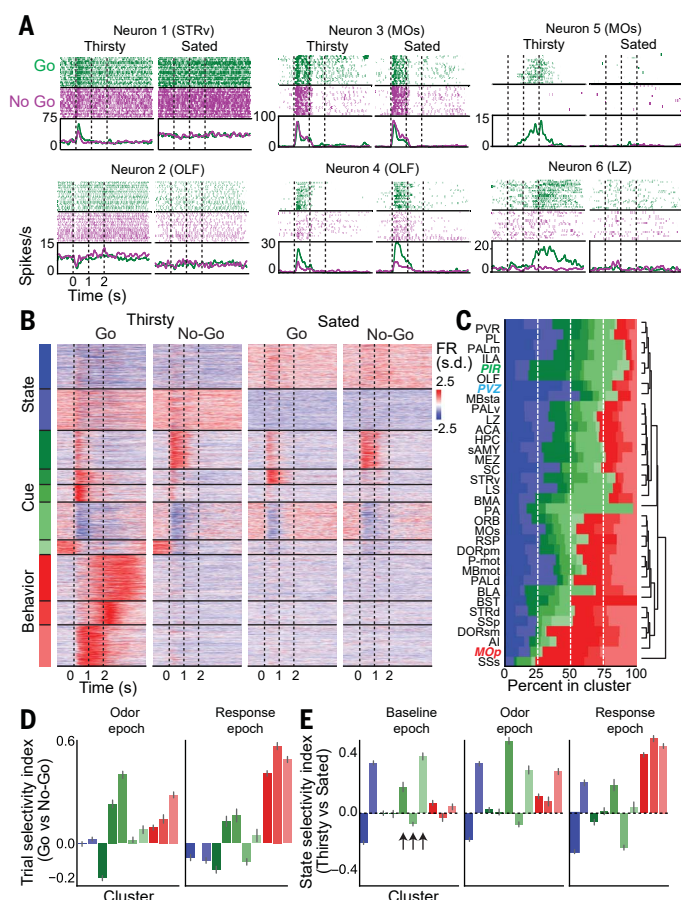 A
Neuron 1 (STRv)
Thirsty
Sated
Go
No Go
75
0
Neuron 3 (MOs)
Thirsty
Sated
100
0
Neuron 5 (MOs)
Thirsty
Sated
15
0
Neuron 2 (OLF)
15
0
Spikes/s
0 1 2
Time (s)
Neuron 4 (OLF)
30
0
Neuron 6 (LZ)
20
0
B
Thirsty
Sated
Go
No-Go
Go
No-Go
FR
(s.d.)
2.5
-2.5
State
Cue
Behavior
0 1 2
0 1 2
0 1 2
0 1 2
Time (s)
C
PVR
PL
PALm
ILA
PIR
OLF
PVZ
MBsta
PALv
LZ
ACA
HPC
sAMY
MEZ
SC
STRv
LS
BMA
PA
ORB
MOs
RSP
DORpm
P-mot
MBmot
PALd
BLA
BST
STRd
SSp
DORsm
AI
MOp
SSs
0 25 50 75 100
Percent in cluster
D
Odor
epoch
Response
epoch
Trial selectivity index
(Go vs No-Go)
0.6
0.0
−0.2
Cluster
E
Baseline
epoch
Odor
epoch
Response
epoch
State selectivity index
(Thirsty vs Sated)
0.4
0.0
−0.4
Cluster